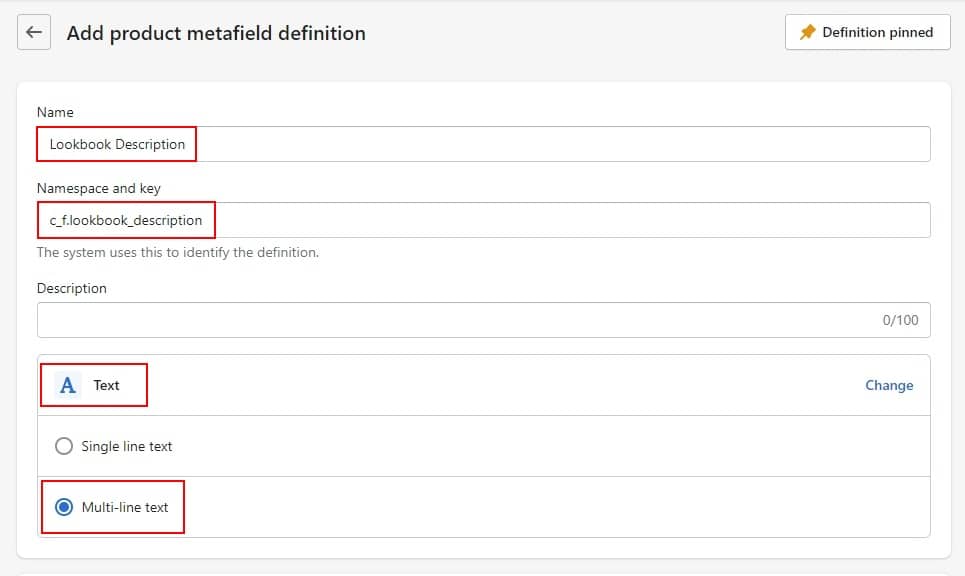 Add product metafield definition
Definition pinned
Name
Lookbook Description
Namespace and key
c_f.lookbook_description
The system uses this to identify the definition.
Description
0/100
A Text
Change
Single line text
Multi-line text